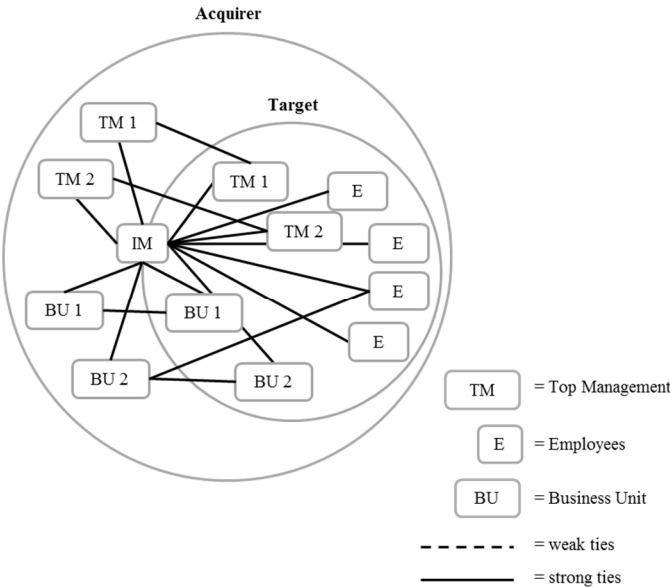 Acquirer
Target
TM 1
TM 1
TM 2
E
TM 2
IM
E
E
BU 1
BU 1
E
BU 2
BU 2
TM
= Top Management
E
= Employees
BU
= Business Unit
= weak ties
= strong ties